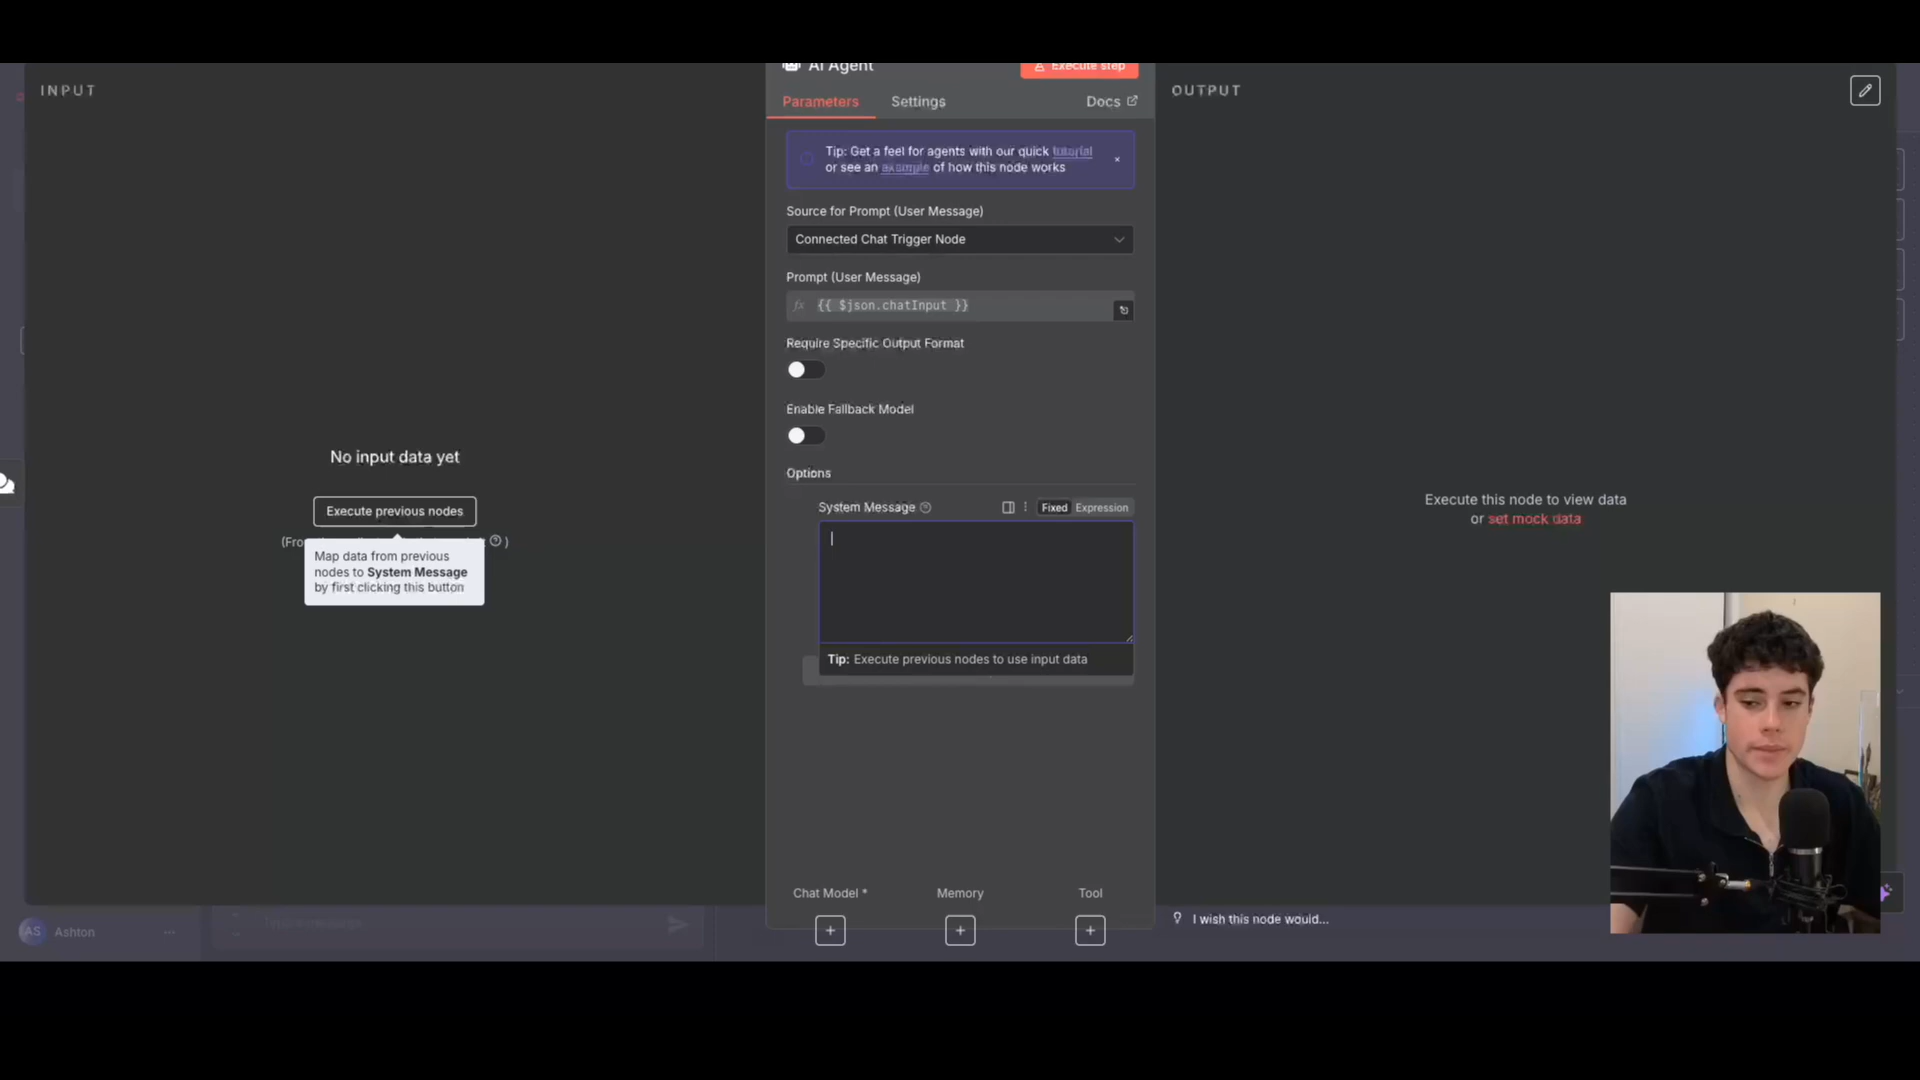 INPUT
AI Agent
Execute step
OUTPUT
Parameters
Settings
Docs
Tip: Get a feel for agents with our quick tutorial
or see an example of how this node works
Source for Prompt (User Message)
Connected Chat Trigger Node
Prompt (User Message)
fx {{ $json.chatInput }}
Require Specific Output Format
Enable Fallback Model
No input data yet
Options
Execute previous nodes
System Message
Fixed Expression
Execute this node to view data
or set mock data
Map data from previous
nodes to System Message
by first clicking this button
Tip: Execute previous nodes to use input data
Chat Model *
Memory
Tool
AS Ashton
I wish this node would...